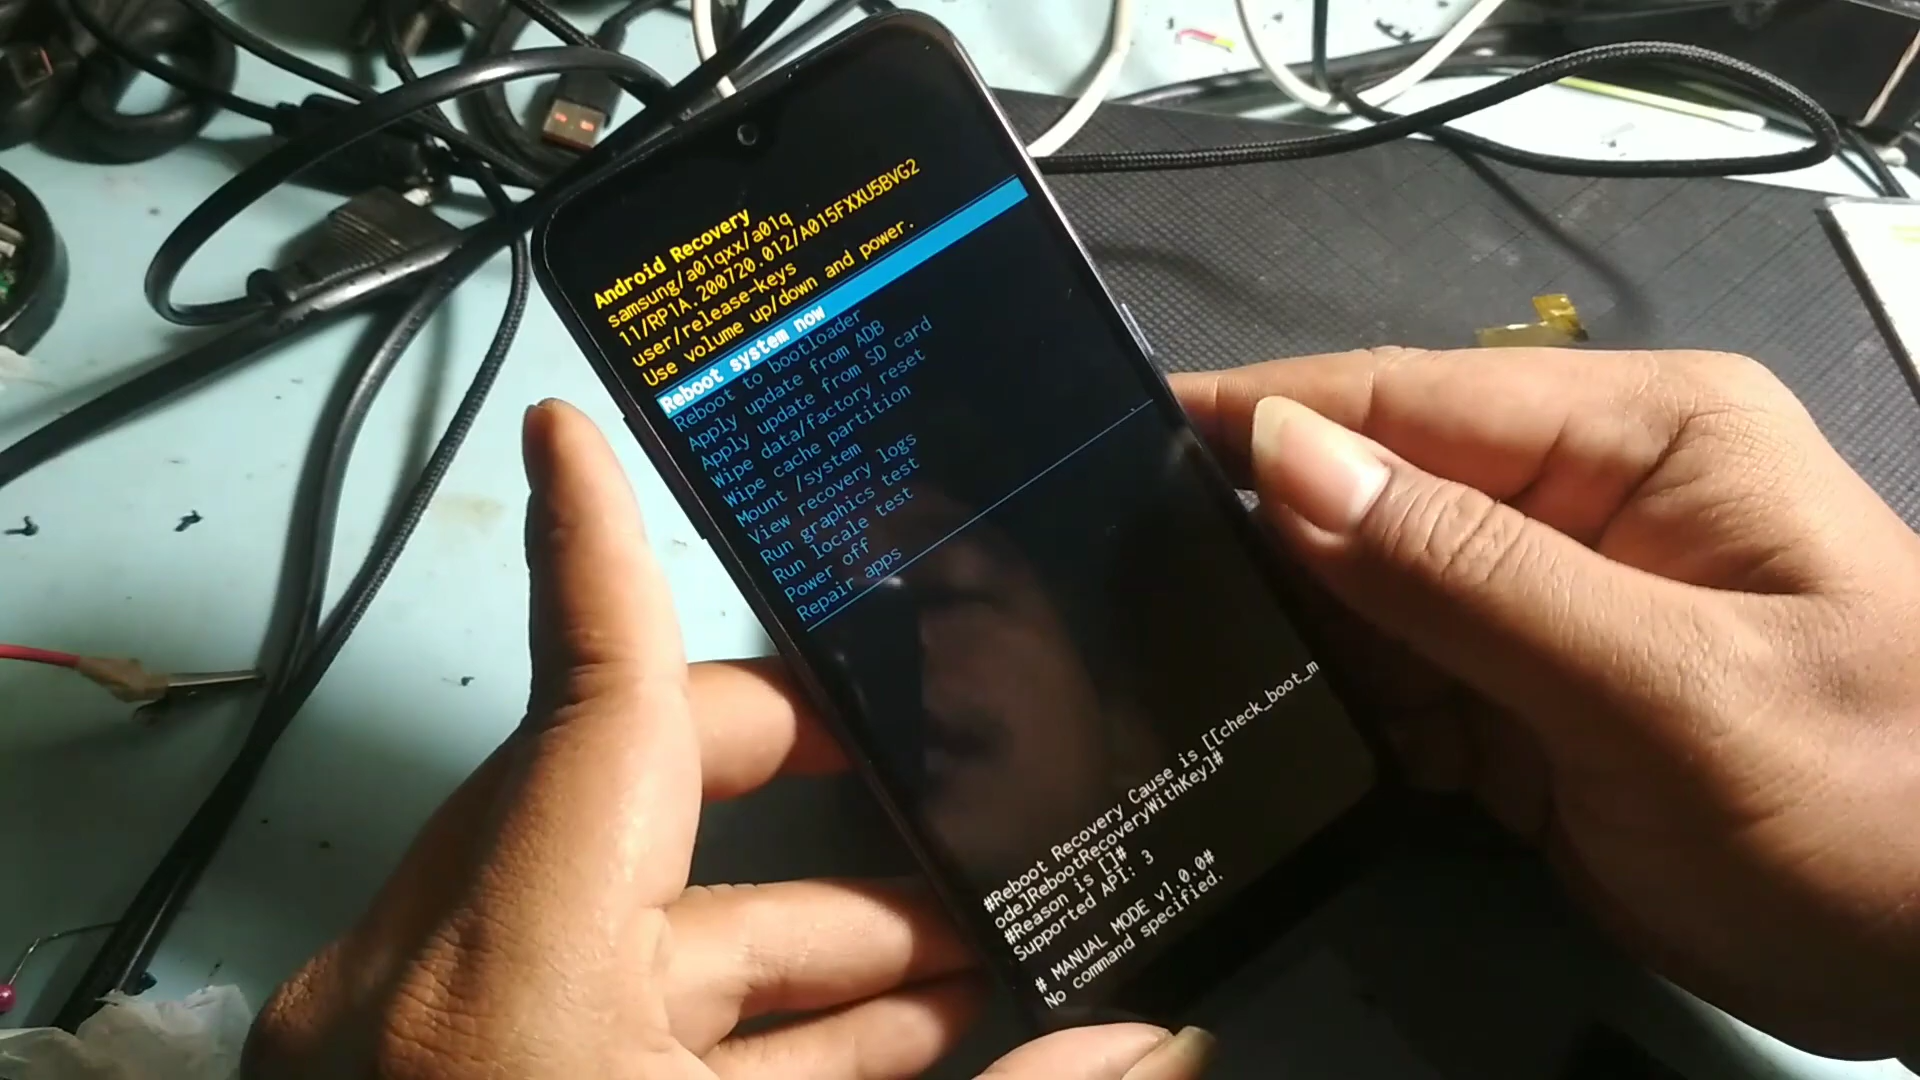 Android Recovery
samsung/a01qxx/a01q
11/RP1A.200720.012/A015FXXU5BVG2
user/release-keys
Use volume up/down and power.
Reboot system now
Reboot to bootloader
Apply update from ADB
Apply update from SD card
Wipe data/factory reset
Wipe cache partition
Mount /system
View recovery logs
Run graphics test
Run locale test
Power off
Repair apps
#Reboot Recovery Cause is [[check_boot_m
ode]RebootRecoveryWithKey]#
#Reason is []#
Supported API: 3
# MANUAL MODE v1.0.0#
No command specified.